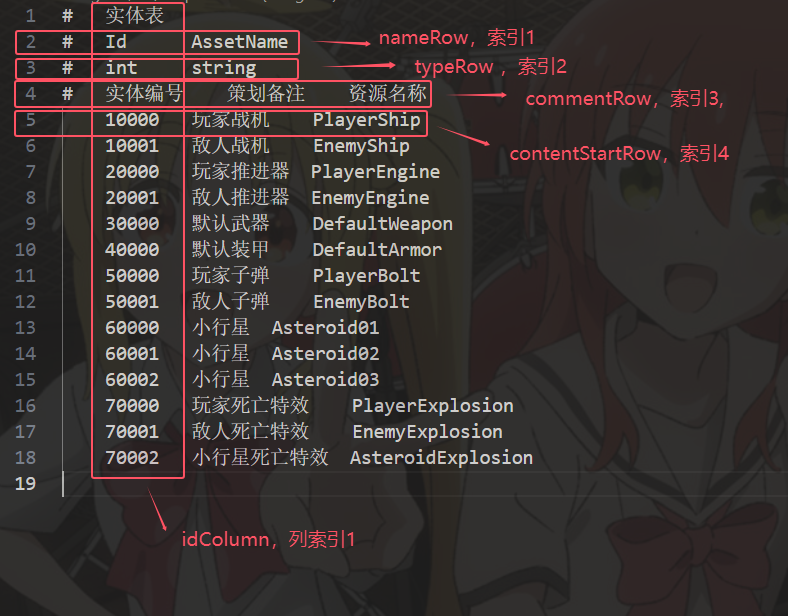 1 # 实体表
2 # Id AssetName
nameRow，索引1
3 # int string
typeRow ，索引2
4 # 实体编号 策划备注 资源名称
commentRow，索引3，
5 10000 玩家战机 PlayerShip
contentStartRow，索引4
6 10001 敌人战机 EnemyShip
7 20000 玩家推进器 PlayerEngine
8 20001 敌人推进器 EnemyEngine
9 30000 默认武器 DefaultWeapon
10 40000 默认装甲 DefaultArmor
11 50000 玩家子弹 PlayerBolt
12 50001 敌人子弹 EnemyBolt
13 60000 小行星 Asteroid01
14 60001 小行星 Asteroid02
15 60002 小行星 Asteroid03
16 70000 玩家死亡特效 PlayerExplosion
17 70001 敌人死亡特效 EnemyExplosion
18 70002 小行星死亡特效 AsteroidExplosion
19
idColumn，列索引1